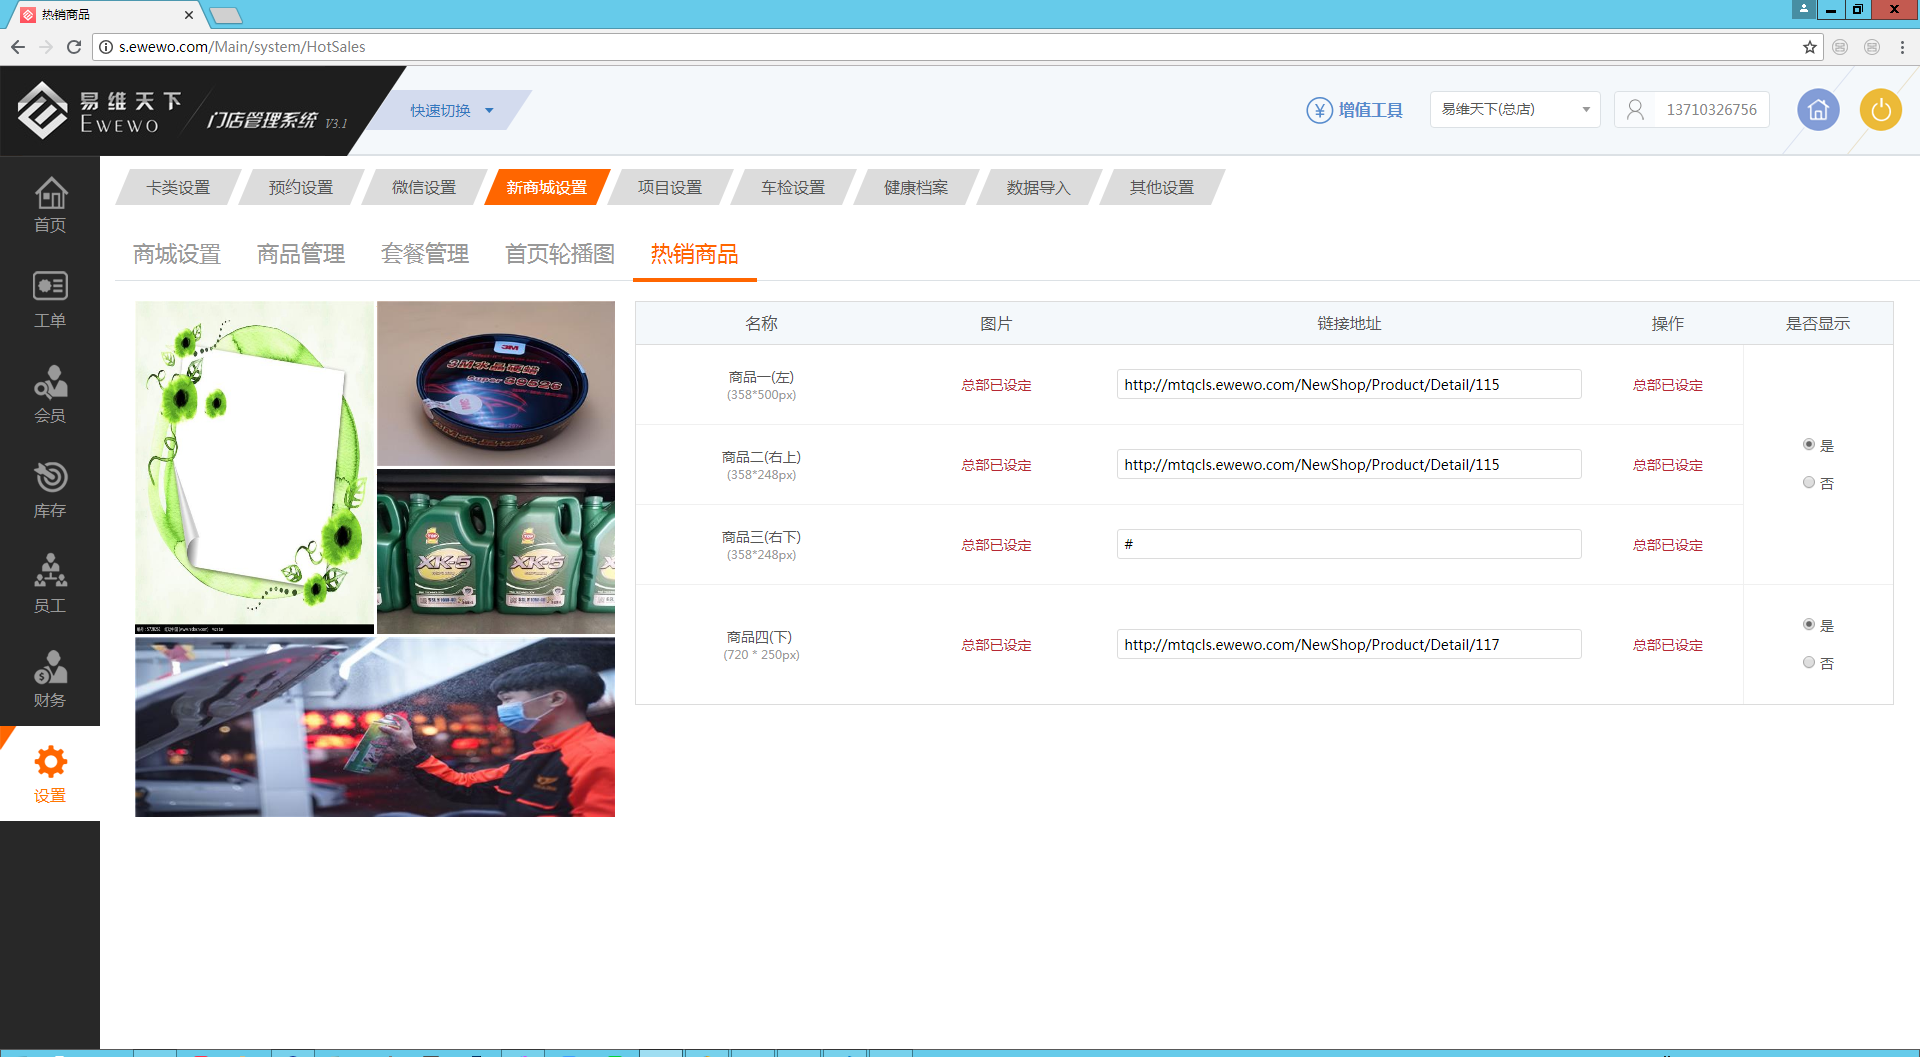 热销商品
s.ewewo.com/Main/system/HotSales
易维天下
EWEWO
门店管理系统 V3.1
快速切换
增值工具
易维天下(总店)
13710326756
首页
工单
会员
库存
员工
财务
设置
卡类设置 预约设置 微信设置 新商城设置 项目设置 车检设置 健康档案 数据导入 其他设置
商城设置 商品管理 套餐管理 首页轮播图 热销商品
3M
3M水晶硬蜡
XK-5
XK-5
名称 图片 链接地址 操作 是否显示
商品一(左)
(358*500px)
总部已设定 http://mtqcls.ewewo.com/NewShop/Product/Detail/115 总部已设定
商品二(右上)
(358*248px)
总部已设定 http://mtqcls.ewewo.com/NewShop/Product/Detail/115 总部已设定
是
否
商品三(右下)
(358*248px)
总部已设定 # 总部已设定
商品四(下)
(720 * 250px)
总部已设定 http://mtqcls.ewewo.com/NewShop/Product/Detail/117 总部已设定
是
否